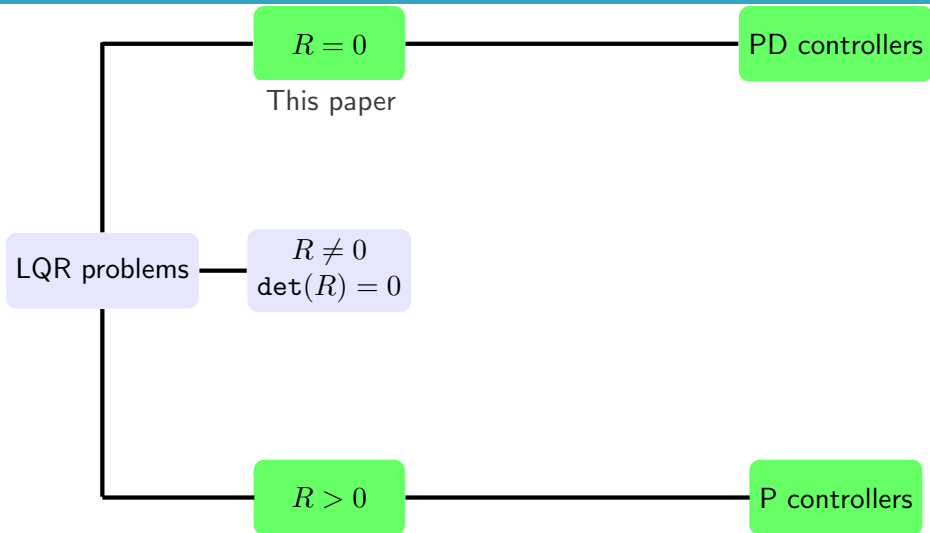 R = 0
PD controllers
This paper
LQR problems
R ≠ 0
det(R) = 0
R > 0
P controllers